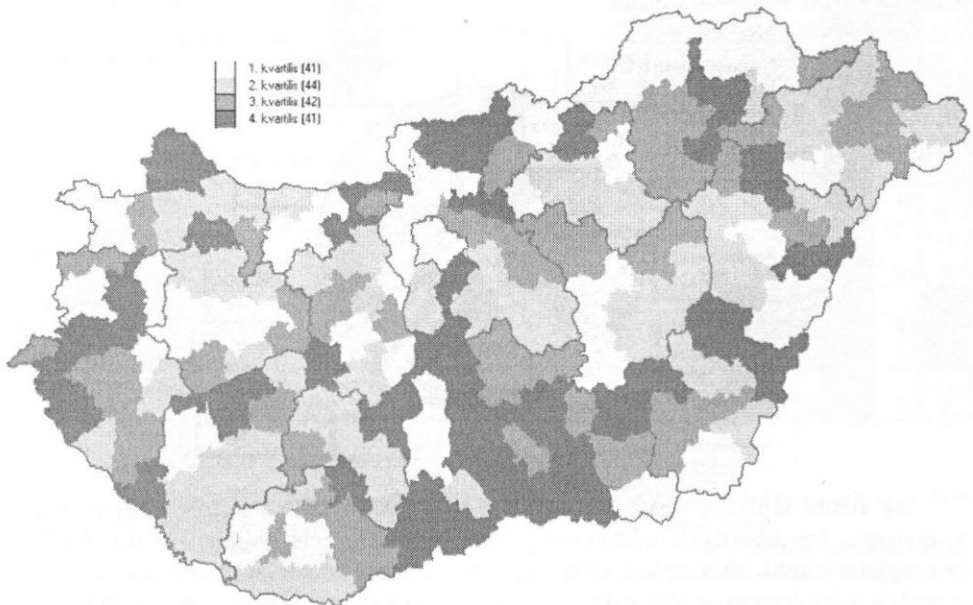 1. kvartilis (41)
2. kvartilis (44)
3. kvartilis (42)
4. kvartilis (41)